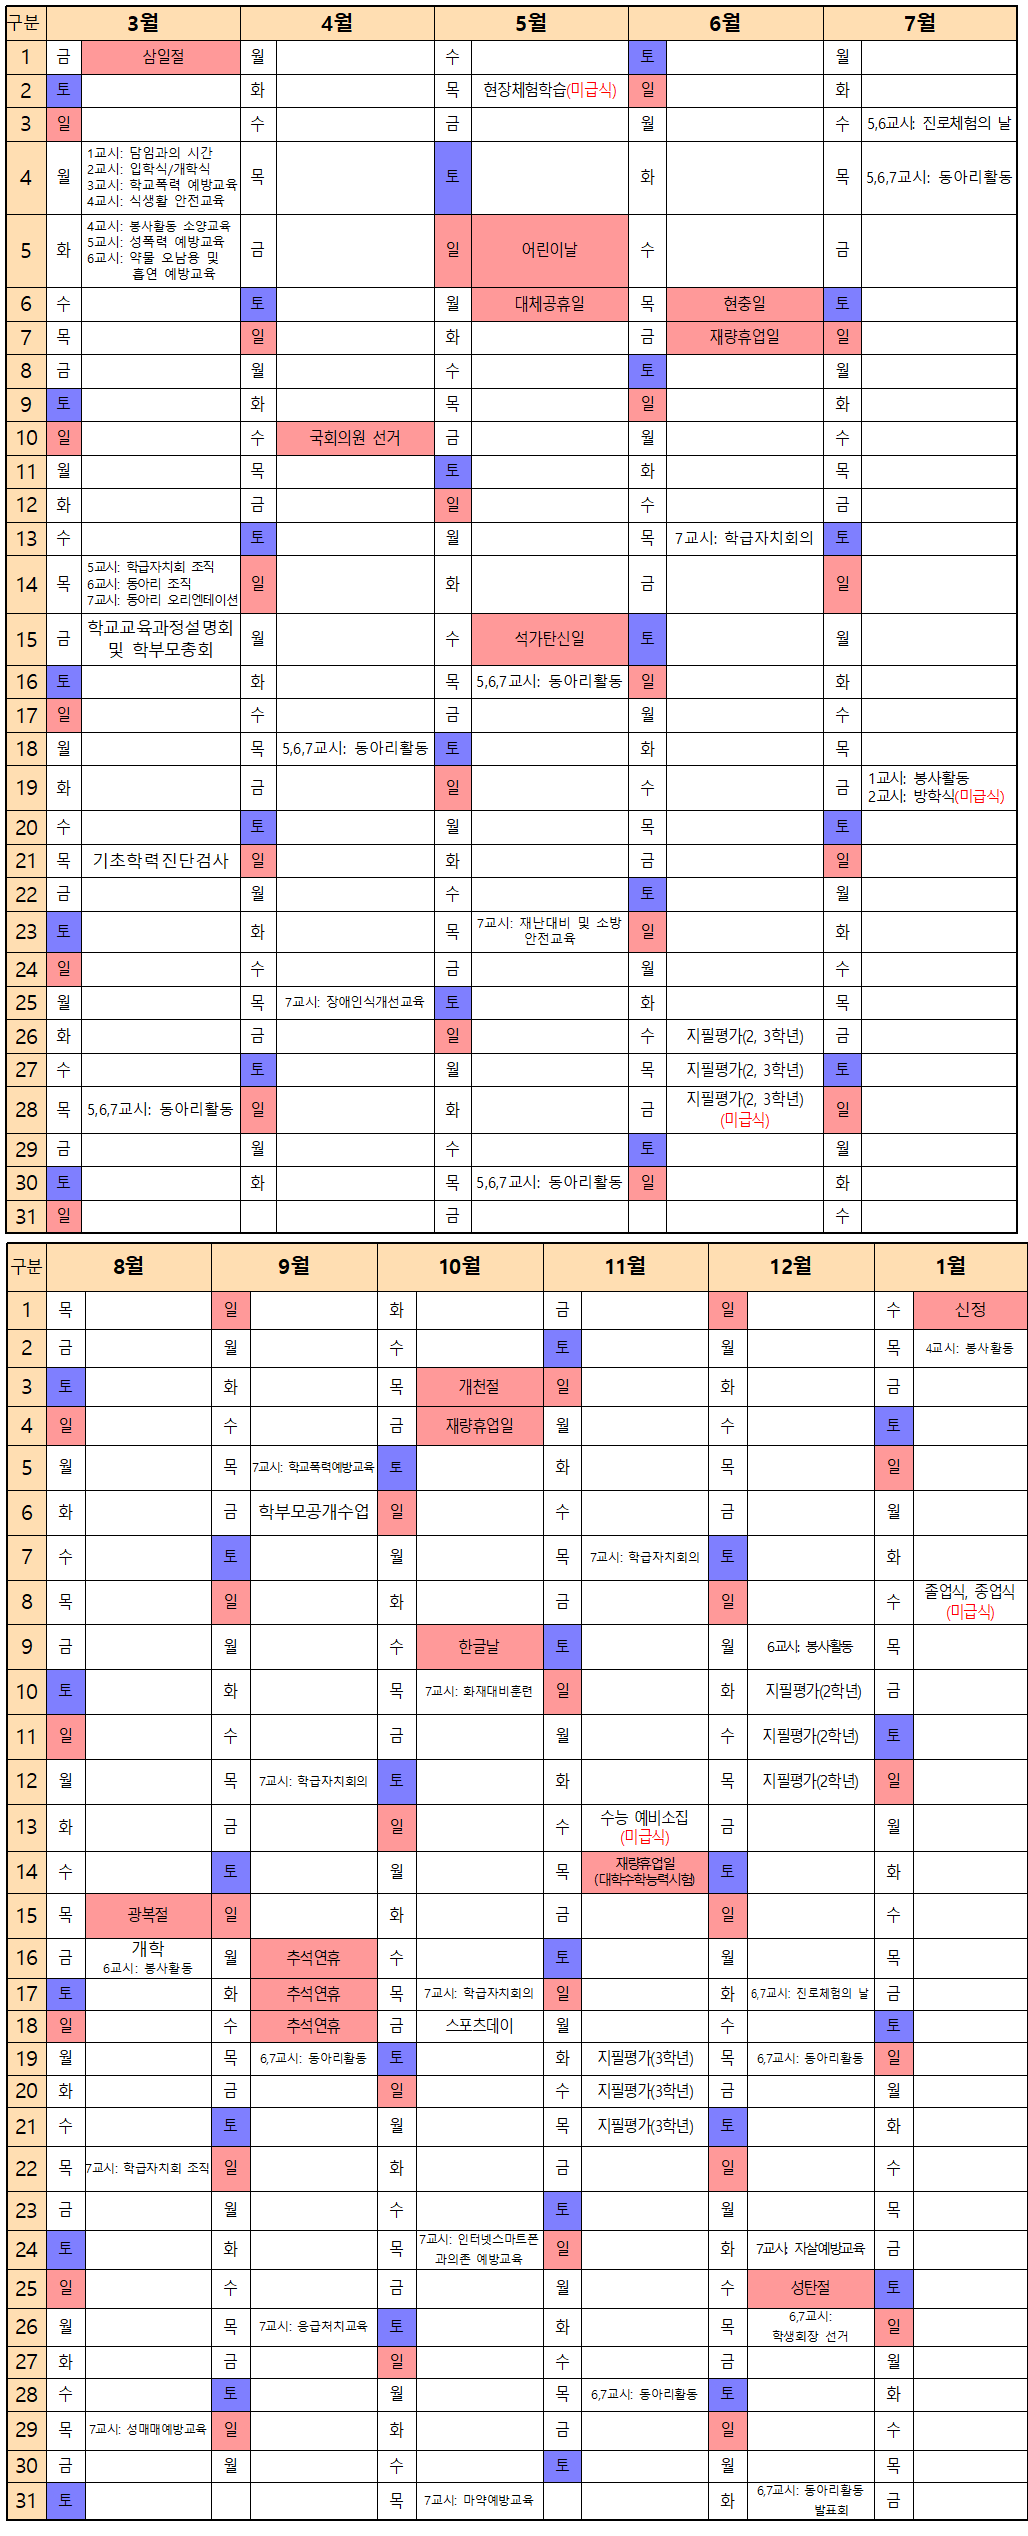 구분 3월 4월 5월 6월 7월
1 금 삼일절 월 수 토 월
2 토 화 목 현장체험학습(미급식) 일 화
3 일 수 금 월 수 5,6교시: 진로체험의 날
4 월 1교시: 담임과의 시간
2교시: 입학식/개학식
3교시: 학교폭력 예방교육
4교시: 식생활 안전교육 목 토 화 목 5,6,7교시: 동아리활동
5 화 4교시: 봉사활동 소양교육
5교시: 성폭력 예방교육
6교시: 약물 오남용 및
흡연 예방교육 금 일 어린이날 수 금
6 수 토 월 대체공휴일 목 현충일 토
7 목 일 화 금 재량휴업일 일
8 금 월 수 토 월
9 토 화 목 일 화
10 일 수 국회의원 선거 금 월 수
11 월 목 토 화 목
12 화 금 일 수 금
13 수 토 월 목 7교시: 학급자치회의 토
14 목 5교시: 학급자치회 조직
6교시: 동아리 조직
7교시: 동아리 오리엔테이션 일 화 금 일
15 금 학교교육과정설명회
및 학부모총회 월 수 석가탄신일 토 월
16 토 화 목 5,6,7교시: 동아리활동 일 화
17 일 수 금 월 수
18 월 목 5,6,7교시: 동아리활동 토 화 목
19 화 금 일 수 금 1교시: 봉사활동
2교시: 방학식(미급식)
20 수 토 월 목 토
21 목 기초학력진단검사 일 화 금 일
22 금 월 수 토 월
23 토 화 목 7교시: 재난대비 및 소방
안전교육 일 화
24 일 수 금 월 수
25 월 목 7교시: 장애인식개선교육 토 화 목
26 화 금 일 수 지필평가(2, 3학년) 금
27 수 토 월 목 지필평가(2, 3학년) 토
28 목 5,6,7교시: 동아리활동 일 화 금 지필평가(2, 3학년)
(미급식) 일
29 금 월 수 토 월
30 토 화 목 5,6,7교시: 동아리활동 일 화
31 일 금 수
구분 8월 9월 10월 11월 12월 1월
1 목 일 화 금 일 수 신정
2 금 월 수 토 월 목 4교시: 봉사활동
3 토 화 목 개천절 일 화 금
4 일 수 금 재량휴업일 월 수 토
5 월 목 7교시: 학교폭력예방교육 토 화 목 일
6 화 금 학부모공개수업 일 수 금 월
7 수 토 월 목 7교시: 학급자치회의 토 화
8 목 일 화 금 일 수 졸업식, 종업식
(미급식)
9 금 월 수 한글날 토 월 6교시: 봉사활동 목
10 토 화 목 7교시: 화재대비훈련 일 화 지필평가(2학년) 금
11 일 수 금 월 수 지필평가(2학년) 토
12 월 목 7교시: 학급자치회의 토 화 목 지필평가(2학년) 일
13 화 금 일 수 수능 예비소집
(미급식) 금 월
14 수 토 월 목 재량휴업일
(대학수학능력시험) 토 화
15 목 광복절 일 화 금 일 수
16 금 개학
6교시: 봉사활동 월 추석연휴 수 토 월 목
17 토 화 추석연휴 목 7교시: 학급자치회의 일 화 6,7교시: 진로체험의 날 금
18 일 수 추석연휴 금 스포츠데이 월 수 토
19 월 목 6,7교시: 동아리활동 토 화 지필평가(3학년) 목 6,7교시: 동아리활동 일
20 화 금 일 수 지필평가(3학년) 금 월
21 수 토 월 목 지필평가(3학년) 토 화
22 목 7교시: 학급자치회 조직 일 화 금 일 수
23 금 월 수 토 월 목
24 토 화 목 7교시: 인터넷스마트폰
과의존 예방교육 일 화 7교시: 자살예방교육 금
25 일 수 금 월 수 성탄절 토
26 월 목 7교시: 응급처치교육 토 화 목 6,7교시:
학생회장 선거 일
27 화 금 일 수 금 월
28 수 토 월 목 6,7교시: 동아리활동 토 화
29 목 7교시: 성매매예방교육 일 화 금 일 수
30 금 월 수 토 월 목
31 토 목 7교시: 마약예방교육 화 6,7교시: 동아리활동
발표회 금